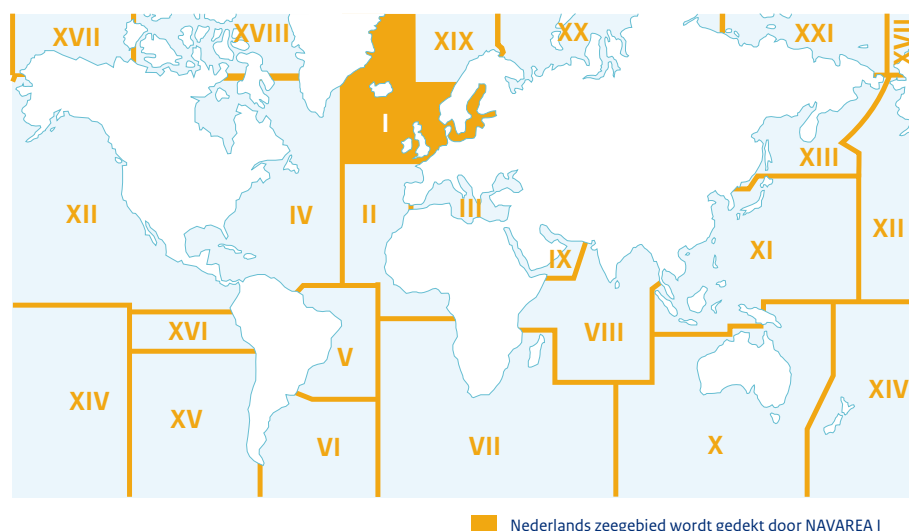 XVII
XVIII
XIX
XX
XXI
XVII
I
XIII
XII
IV
II
III
IX
XI
XII
XVI
V
VIII
XIV
XV
VI
VII
X
XIV
Nederlands zeegebied wordt gedekt door NAVAREA I